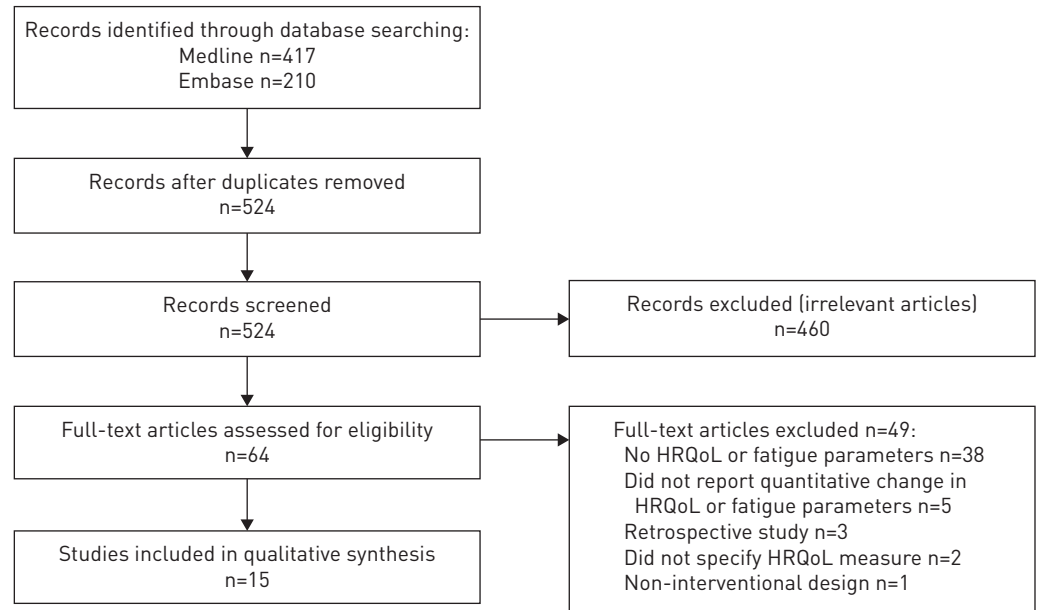 Records identified through database searching:
Medline n=417
Embase n=210
Records after duplicates removed
n=524
Records screened
n=524
Records excluded (irrelevant articles)
n=460
Full-text articles assessed for eligibility
n=64
Full-text articles excluded n=49:
No HRQoL or fatigue parameters n=38
Did not report quantitative change in
HRQoL or fatigue parameters n=5
Retrospective study n=3
Did not specify HRQoL measure n=2
Non-interventional design n=1
Studies included in qualitative synthesis
n=15